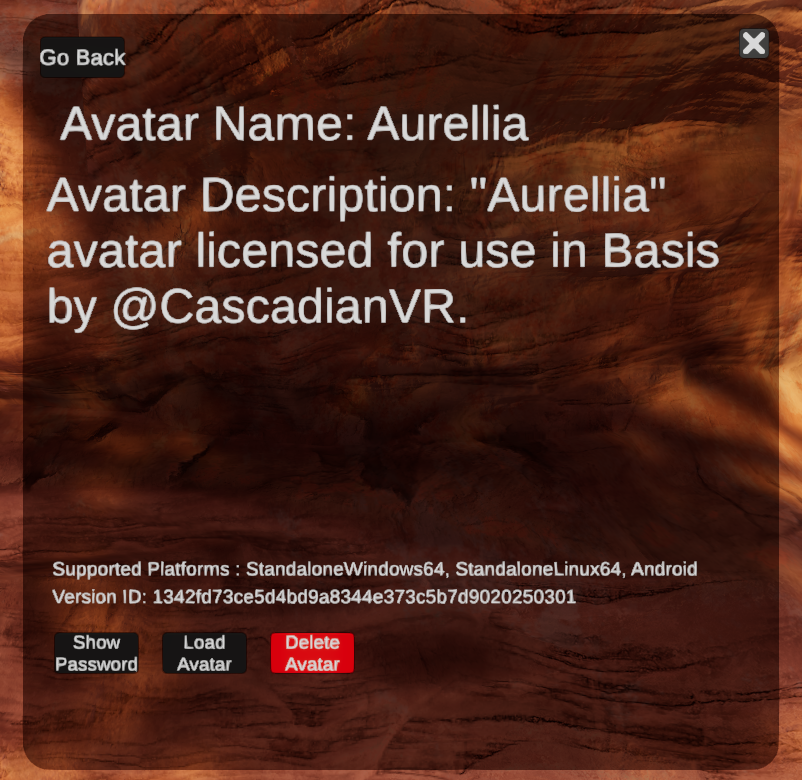 Go Back
Avatar Name: Aurellia
Avatar Description: "Aurellia"
avatar licensed for use in Basis
by @CascadianVR.
Supported Platforms : StandaloneWindows64, StandaloneLinux64, Android
Version ID: 1342fd73ce5d4bd9a8344e373c5b7d9020250301
Show
Password
Load
Avatar
Delete
Avatar